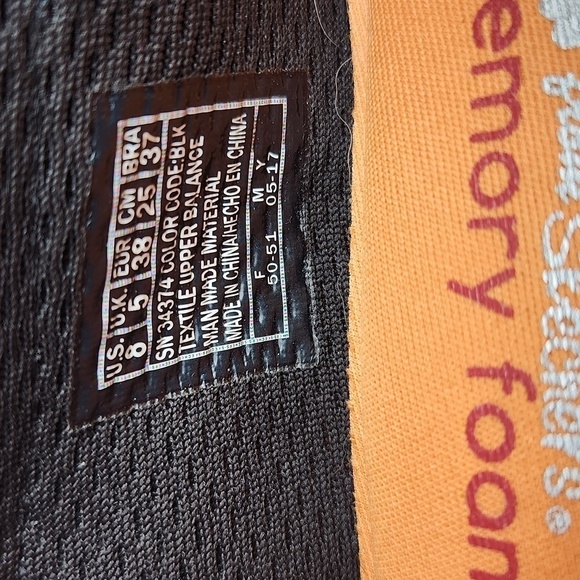 U.S. U.K. EUR CM BRA
8 5 38 25 37
SN 34374 COLOR CODE:BLK
TEXTILE UPPER BALANCE
MAN MADE MATERIAL
MADE IN CHINA/HECHO EN CHINA
F M Y
50-51 05-17
Skechers®
emory foam